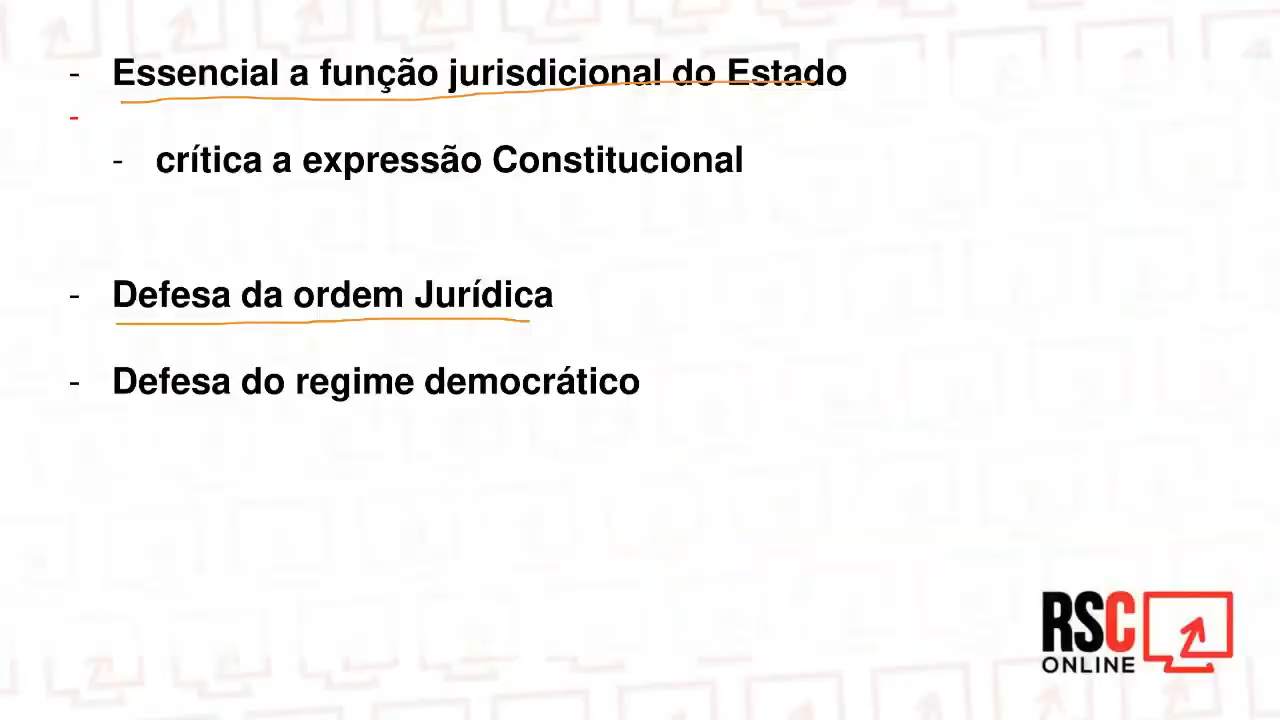 - Essencial a função jurisdicional do Estado
-
- crítica a expressão Constitucional
- Defesa da ordem Jurídica
- Defesa do regime democrático
RSC
ONLINE